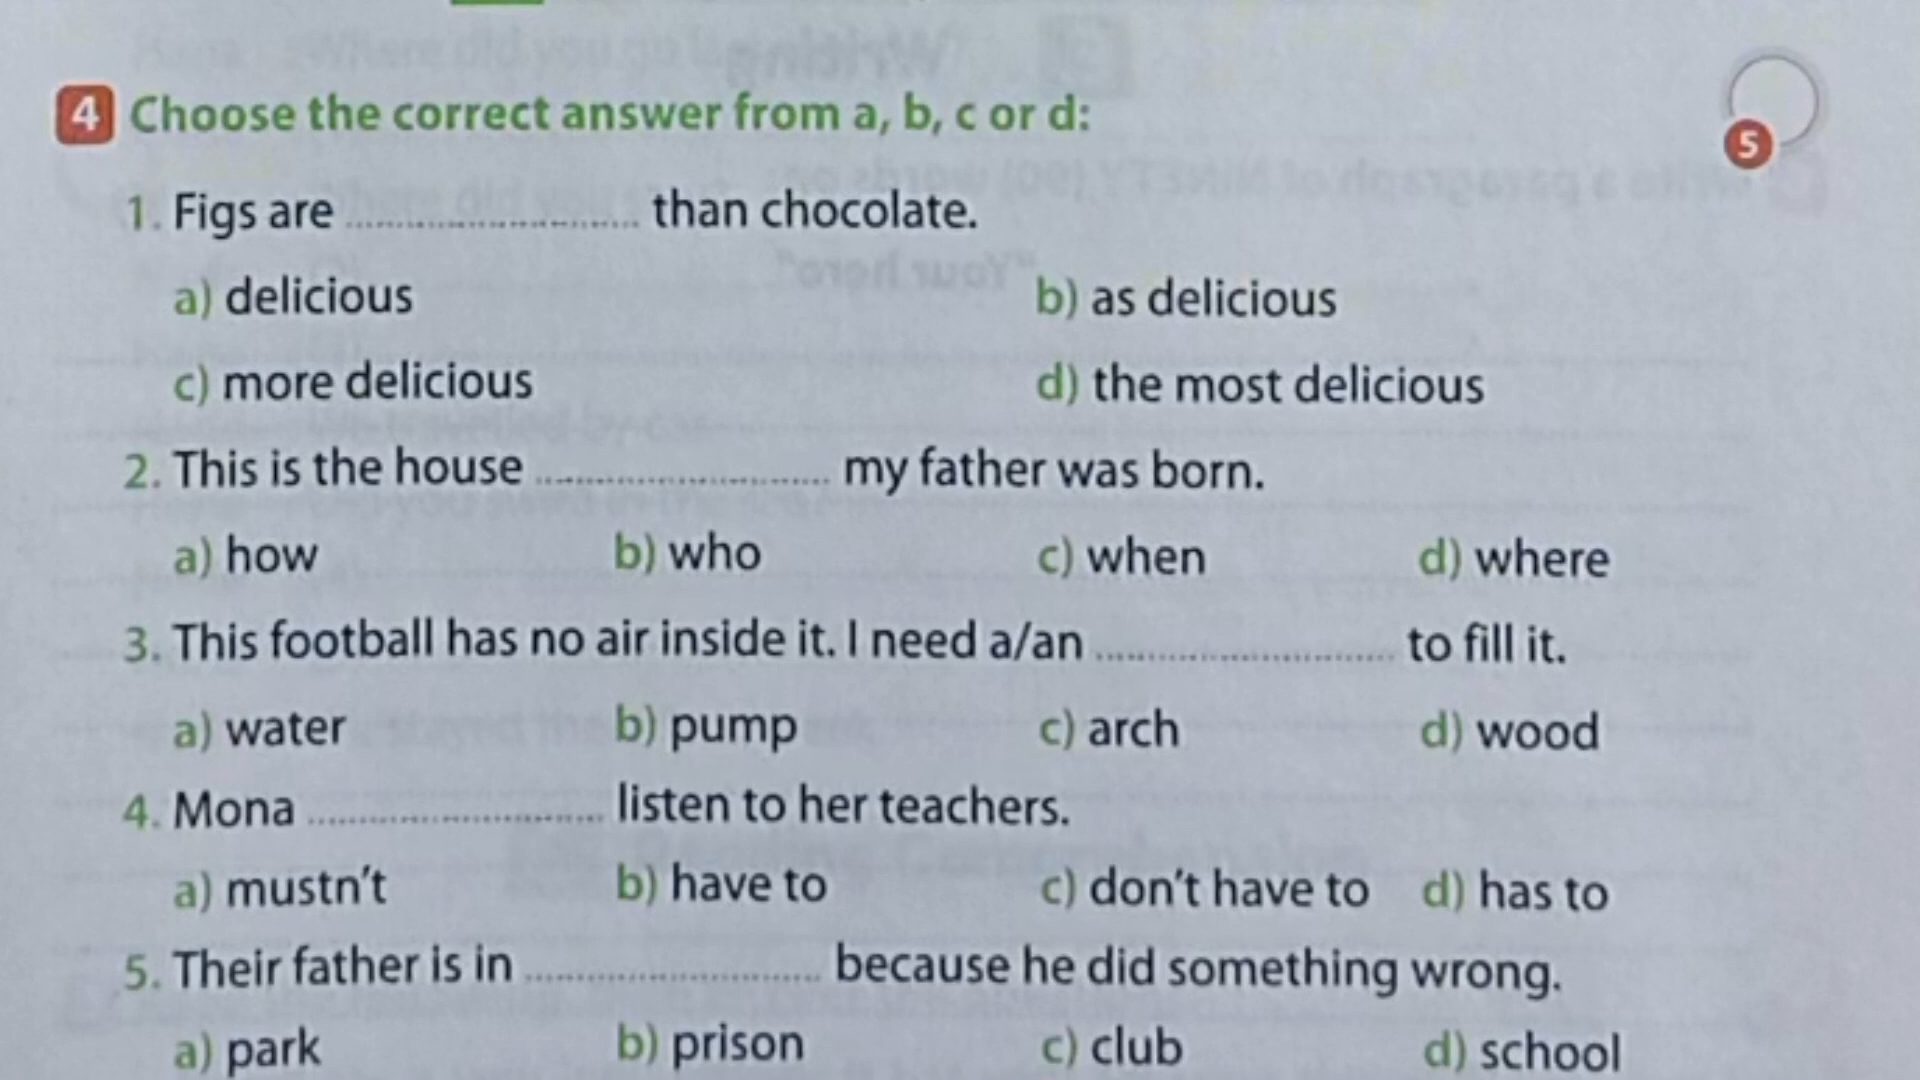 4 Choose the correct answer from a, b, c or d:
5
1. Figs are ............................ than chocolate.
a) delicious b) as delicious
c) more delicious d) the most delicious
2. This is the house ............................ my father was born.
a) how b) who c) when d) where
3. This football has no air inside it. I need a/an ............................ to fill it.
a) water b) pump c) arch d) wood
4. Mona ............................ listen to her teachers.
a) mustn't b) have to c) don't have to d) has to
5. Their father is in ............................ because he did something wrong.
a) park b) prison c) club d) school